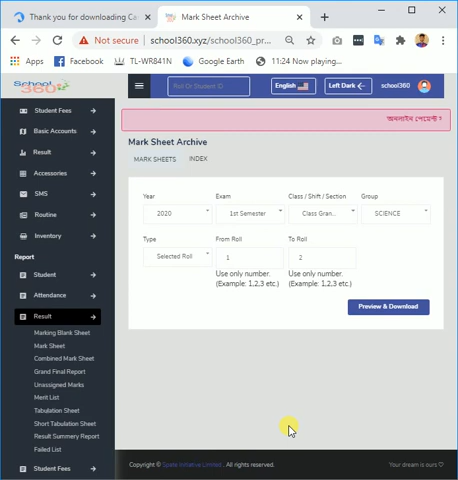 Thank you for downloading Ca
Mark Sheet Archive
Not secure
school360.xyz/school360_pr...
Apps
Facebook
TL-WR841N
Google Earth
11:24 Now playing...
School
360
Roll Or Student ID
English
Left Dark
school360
Student Fees
Basic Accounts
Result
Accessories
SMS
Routine
Inventory
Report
Student
Attendance
Result
Marking Blank Sheet
Mark Sheet
Combined Mark Sheet
Grand Final Report
Unassigned Marks
Merit List
Tabulation Sheet
Short Tabulation Sheet
Result Summery Report
Failed List
Student Fees
অনলাইন পেমেন্ট ?
Mark Sheet Archive
MARK SHEETS
INDEX
Year
Exam
Class / Shift / Section
Group
2020
1st Semester
Class Gran...
SCIENCE
Type
From Roll
To Roll
Selected Roll
1
2
Use only number.
(Example: 1,2,3 etc.)
Use only number.
(Example: 1,2,3 etc.)
Preview & Download
Copyright © Spate Initiative Limited . All rights reserved.
Your dream is ours